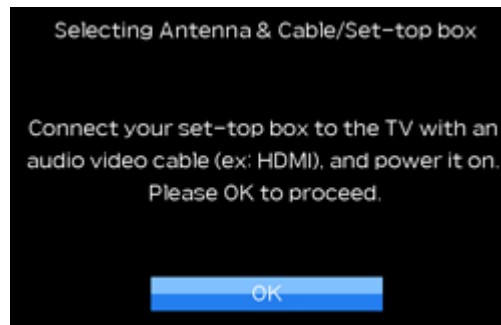 Selecting Antenna & Cable/Set-top box
Connect your set-top box to the TV with an
audio video cable (ex: HDMI), and power it on.
Please OK to proceed.
OK